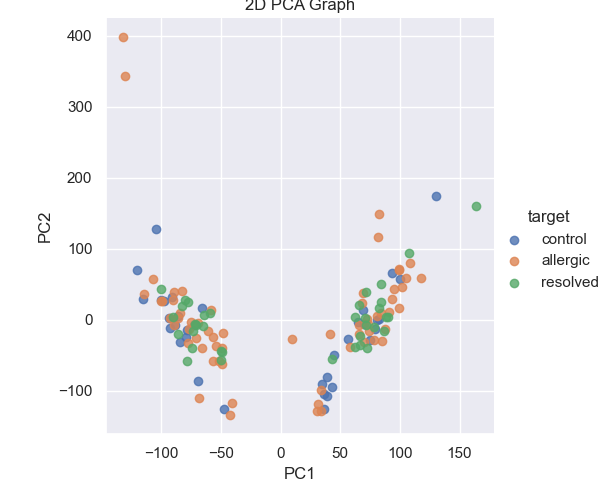 2D PCA Graph
400
300
200
100
0
−100
PC2
−100
−50
0
50
100
150
PC1
target
control
allergic
resolved